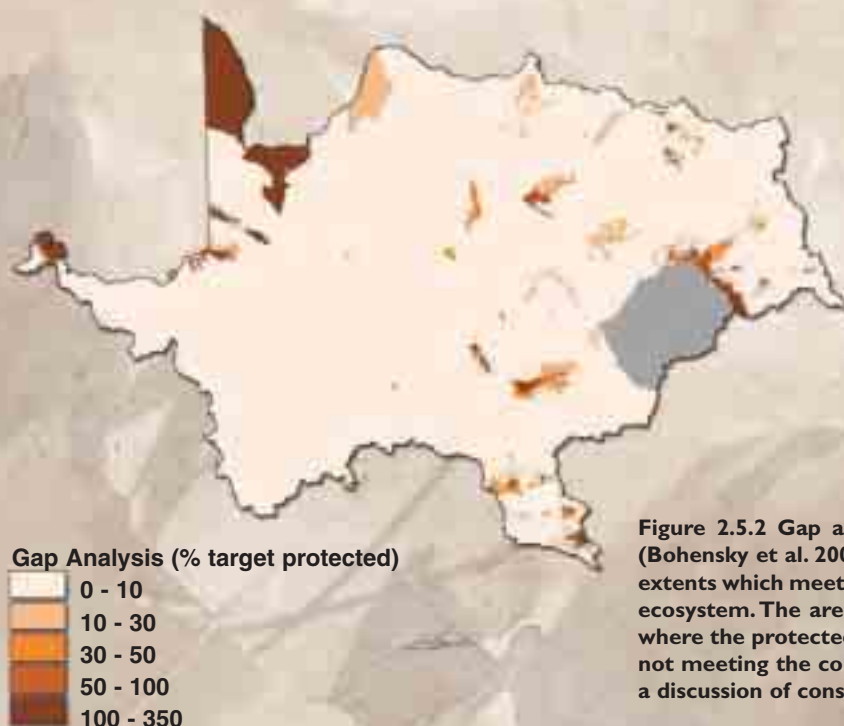 Gap Analysis (% target protected)
0 - 10
10 - 30
30 - 50
50 - 100
100 - 350
Figure 2.5.2 Gap a
(Bohensky et al. 200
extents which meet
ecosystem. The are
where the protected
not meeting the co
a discussion of cons